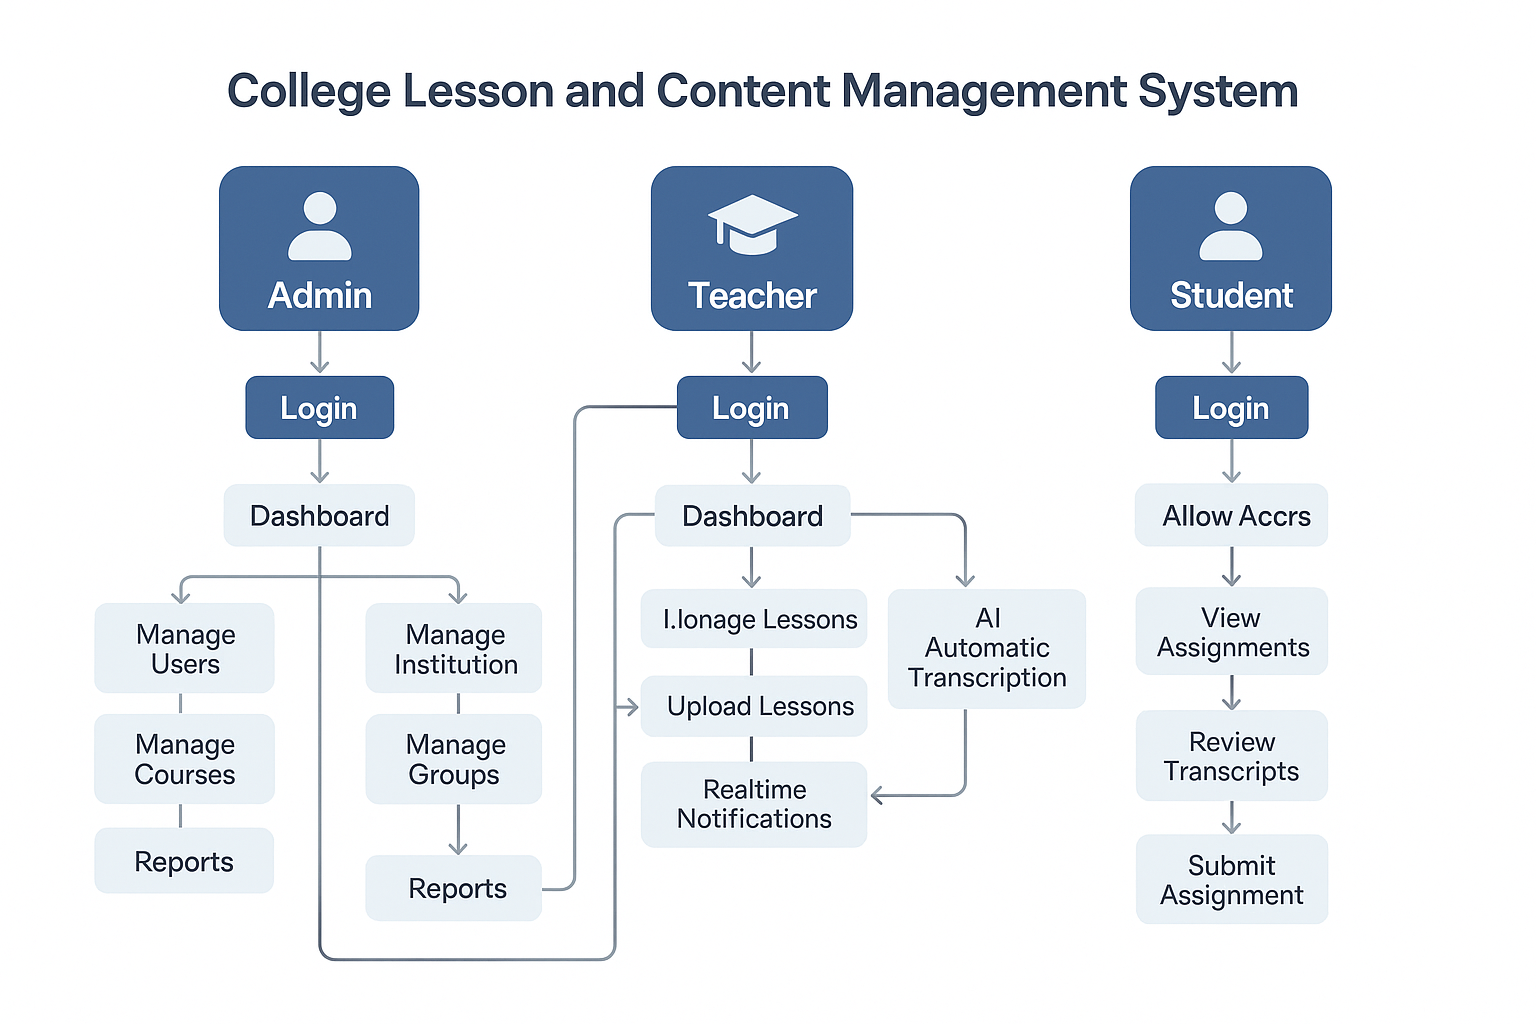 College Lesson and Content Management System
Admin
Login
Dashboard
Manage
Users
Manage
Courses
Reports
Manage
Institution
Manage
Groups
Reports
Teacher
Login
Dashboard
I.Ionage Lessons
Upload Lessons
Realtime
Notifications
AI
Automatic
Transcription
Student
Login
Allow Accrs
View
Assignments
Review
Transcripts
Submit
Assignment